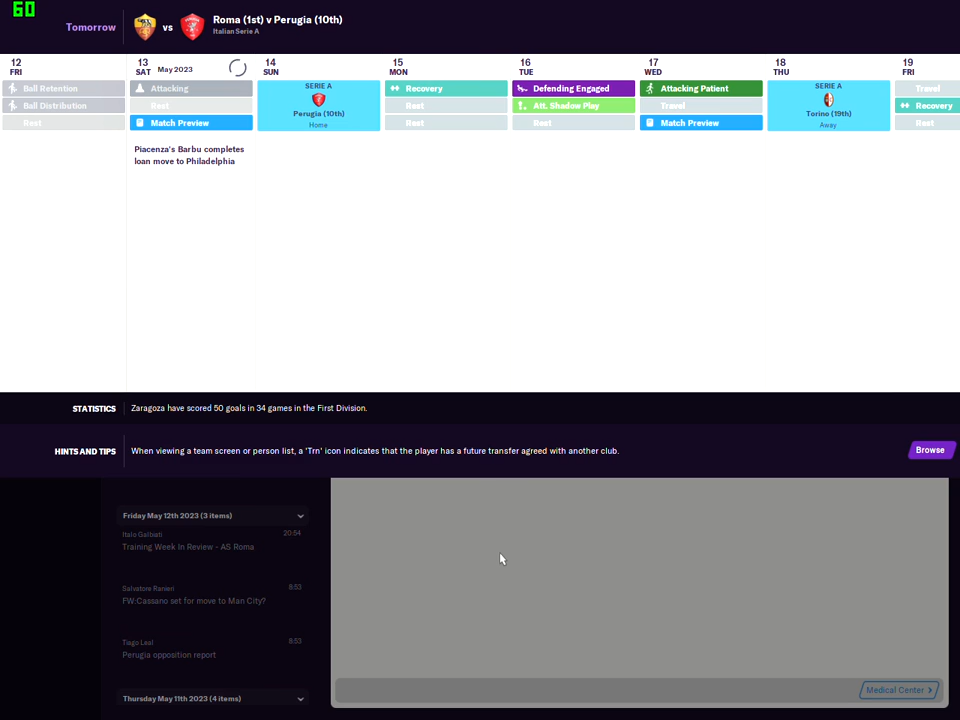 60
Tomorrow
vs
Roma (1st) v Perugia (10th)
Italian Serie A
12
FRI
13
SAT May 2023
14
SUN
15
MON
16
TUE
17
WED
18
THU
19
FRI
Ball Retention
Ball Distribution
Rest
Attacking
Rest
Match Preview
SERIE A
Perugia (10th)
Home
Recovery
Rest
Rest
Defending Engaged
Att. Shadow Play
Rest
Attacking Patient
Travel
Match Preview
SERIE A
Torino (19th)
Away
Travel
Recovery
Rest
Piacenza's Barbu completes
loan move to Philadelphia
STATISTICS
Zaragoza have scored 50 goals in 34 games in the First Division.
HINTS AND TIPS
When viewing a team screen or person list, a 'Trn' icon indicates that the player has a future transfer agreed with another club.
Browse
Friday May 12th 2023 (3 items)
Italo Galbiati 20:54
Training Week In Review - AS Roma
Salvatore Ranieri 8:53
FW:Cassano set for move to Man City?
Tiago Leal 8:53
Perugia opposition report
Thursday May 11th 2023 (4 items)
Medical Center